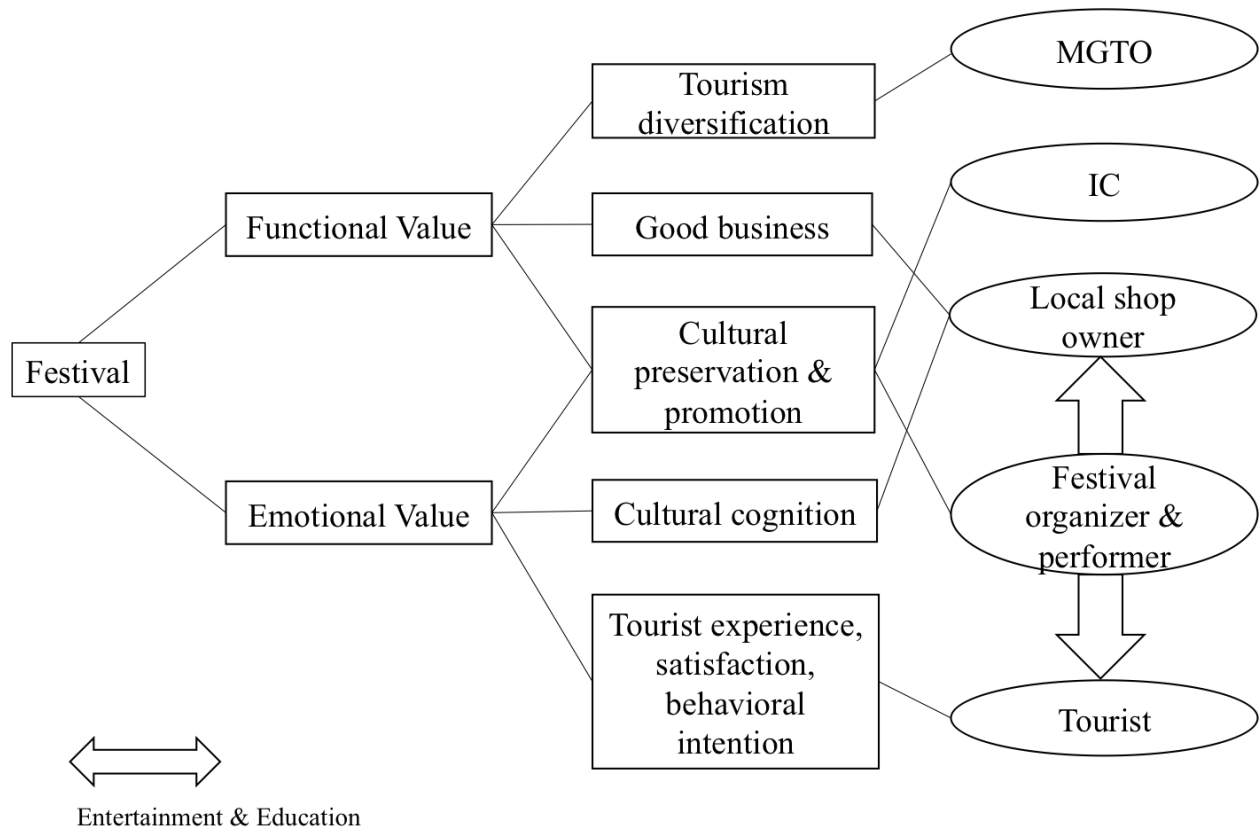 Festival
Functional Value
Emotional Value
Tourism
diversification
Good business
Cultural
preservation &
promotion
Cultural cognition
Tourist experience,
satisfaction,
behavioral
intention
MGTO
IC
Local shop
owner
Festival
organizer &
performer
Tourist
Entertainment & Education